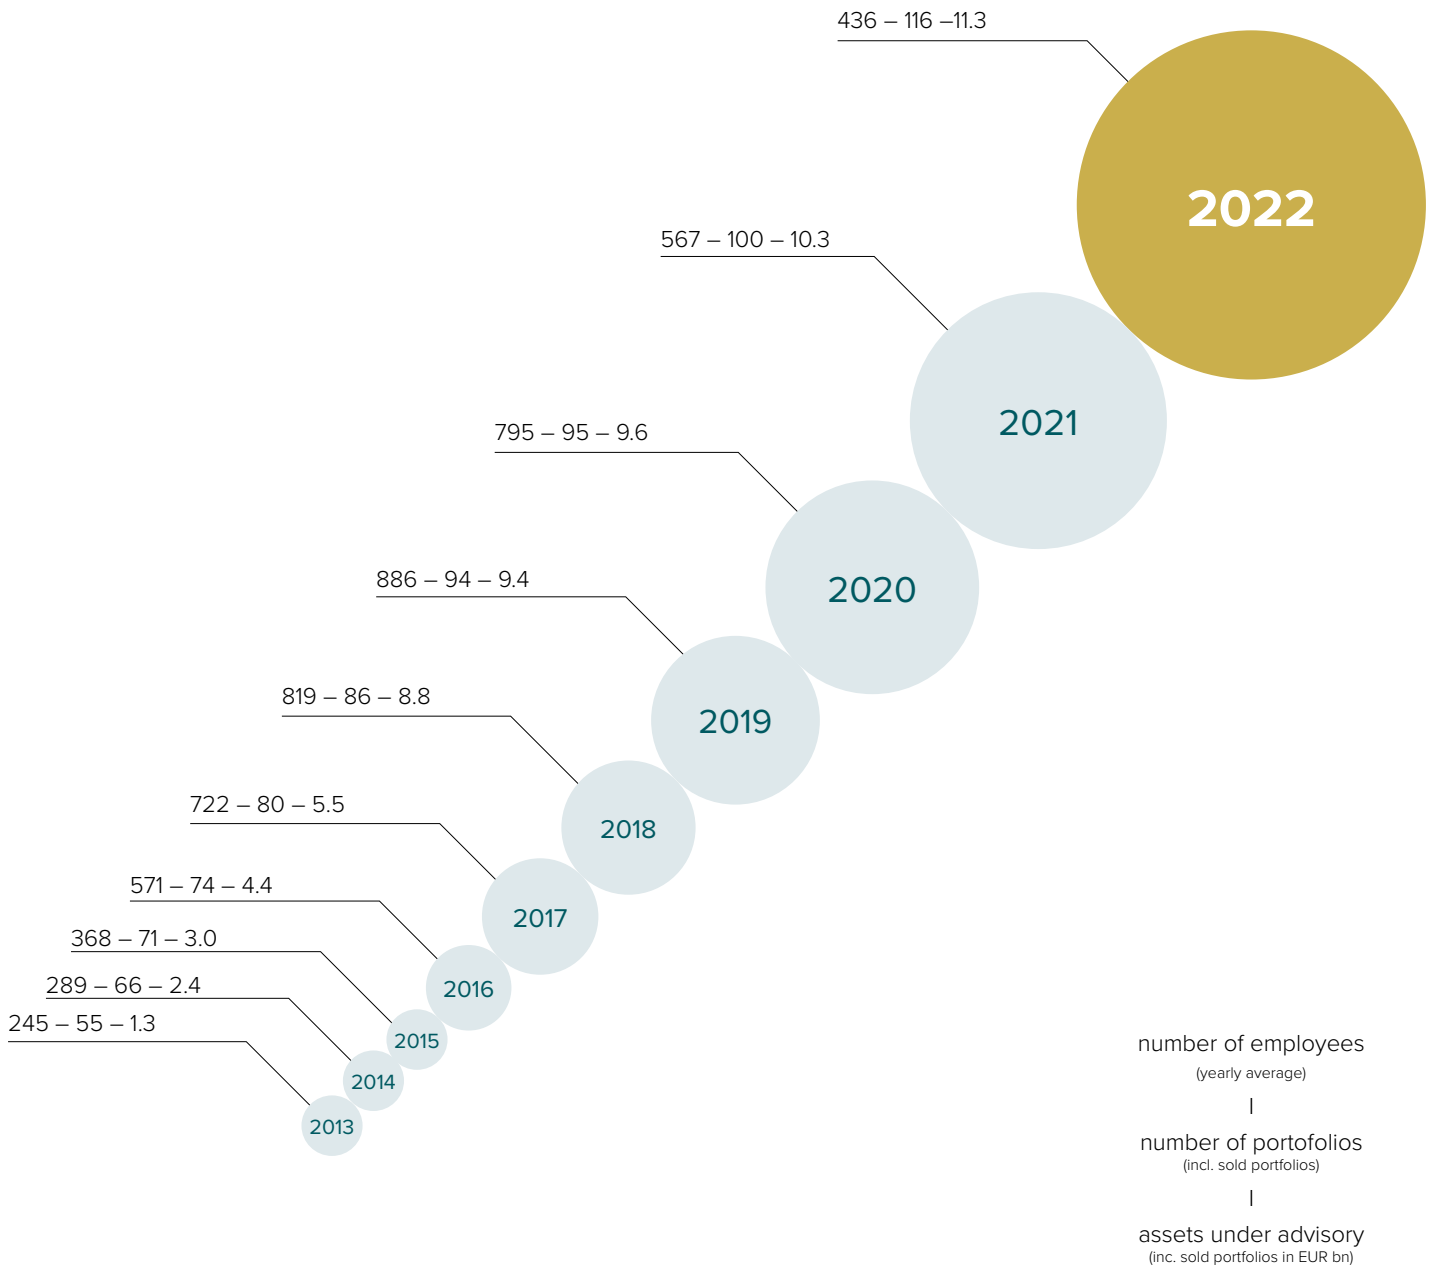 436 – 116 –11.3
2022
567 – 100 – 10.3
2021
795 – 95 – 9.6
2020
886 – 94 – 9.4
2019
819 – 86 – 8.8
2018
722 – 80 – 5.5
2017
571 – 74 – 4.4
2016
368 – 71 – 3.0
2015
289 – 66 – 2.4
2014
245 – 55 – 1.3
2013
number of employees
(yearly average)
|
number of portofolios
(incl. sold portfolios)
|
assets under advisory
(inc. sold portfolios in EUR bn)